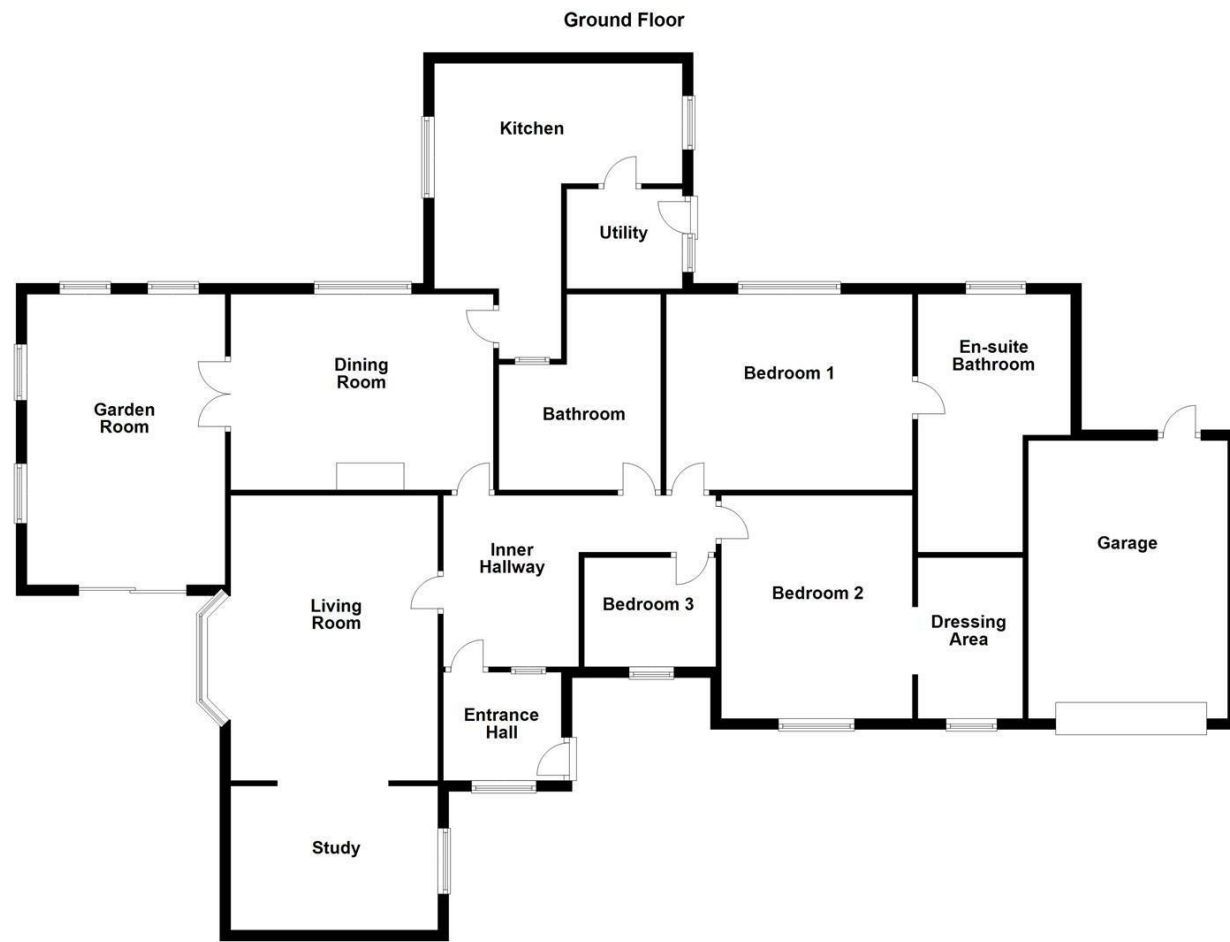 Ground Floor
Kitchen
Utility
Dining
Room
Garden
Room
Bathroom
Bedroom 1
En-suite
Bathroom
Garage
Inner
Hallway
Living
Room
Bedroom 3
Bedroom 2
Dressing
Area
Entrance
Hall
Study